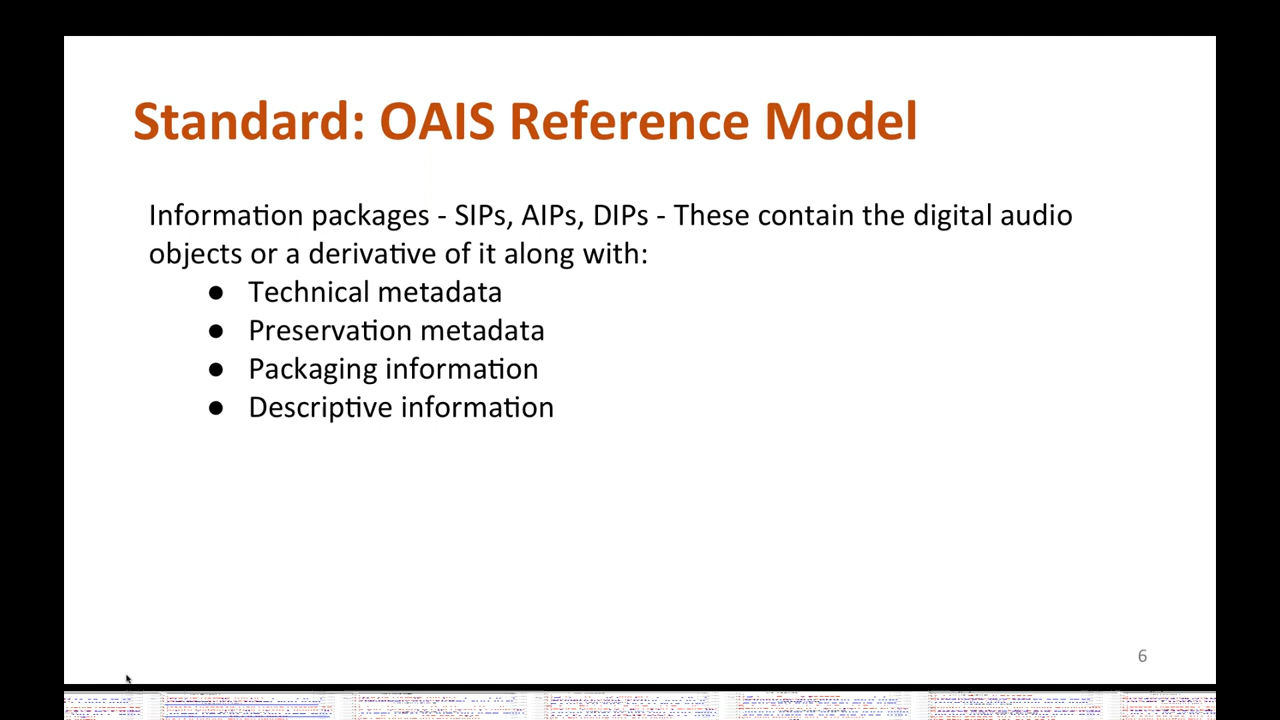 Standard: OAIS Reference Model
Information packages - SIPs, AIPs, DIPs - These contain the digital audio
objects or a derivative of it along with:
● Technical metadata
● Preservation metadata
● Packaging information
● Descriptive information
6